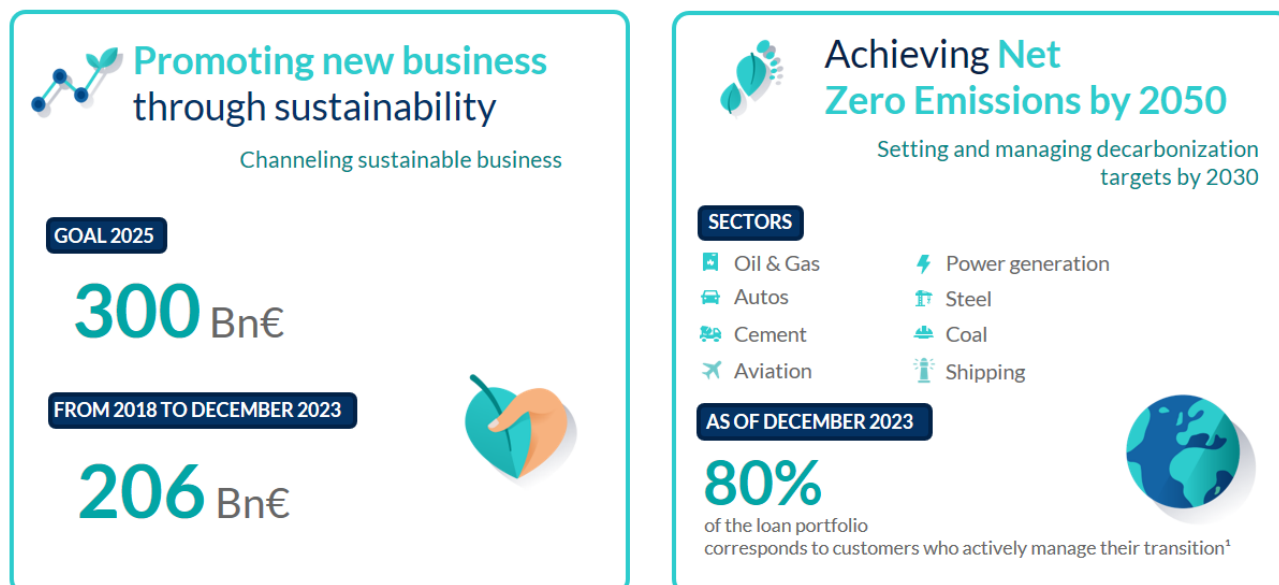 Promoting new business
through sustainability
Channeling sustainable business
GOAL 2025
300 Bn€
FROM 2018 TO DECEMBER 2023
206 Bn€
Achieving Net
Zero Emissions by 2050
Setting and managing decarbonization
targets by 2030
SECTORS
Oil & Gas
Autos
Cement
Aviation
Power generation
Steel
Coal
Shipping
AS OF DECEMBER 2023
80%
of the loan portfolio
corresponds to customers who actively manage their transition¹